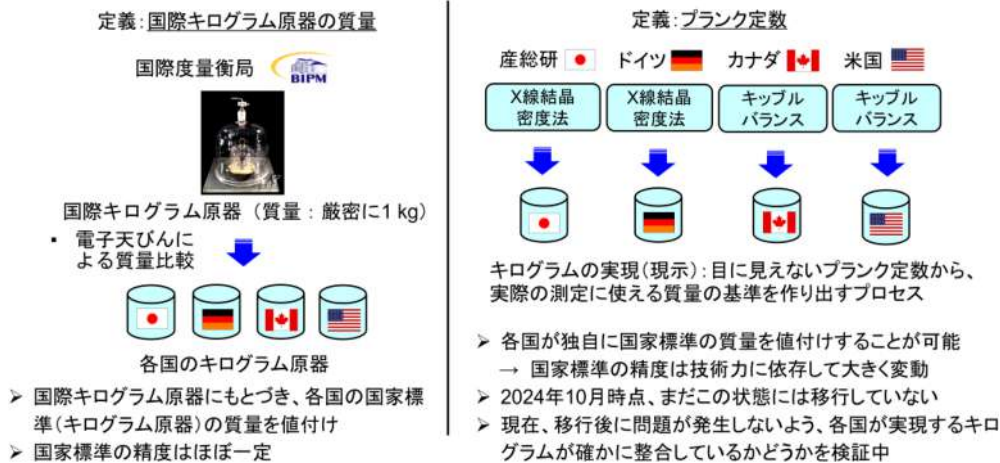 定義：国際キログラム原器の質量
国際度量衡局
BIPM
国際キログラム原器（質量：厳密に1 kg）
▪ 電子天びんに
よる質量比較
各国のキログラム原器
➢ 国際キログラム原器にもとづき、各国の国家標
準（キログラム原器）の質量を値付け
➢ 国家標準の精度はほぼ一定
定義：プランク定数
産総研 ドイツ カナダ 米国
X線結晶
密度法
X線結晶
密度法
キッブル
バランス
キッブル
バランス
キログラムの実現（現示）：目に見えないプランク定数から、
実際の測定に使える質量の基準を作り出すプロセス
➢ 各国が独自に国家標準の質量を値付けすることが可能
→ 国家標準の精度は技術力に依存して大きく変動
➢ 2024年10月時点、まだこの状態には移行していない
➢ 現在、移行後に問題が発生しないよう、各国が実現するキロ
グラムが確かに整合しているかどうかを検証中